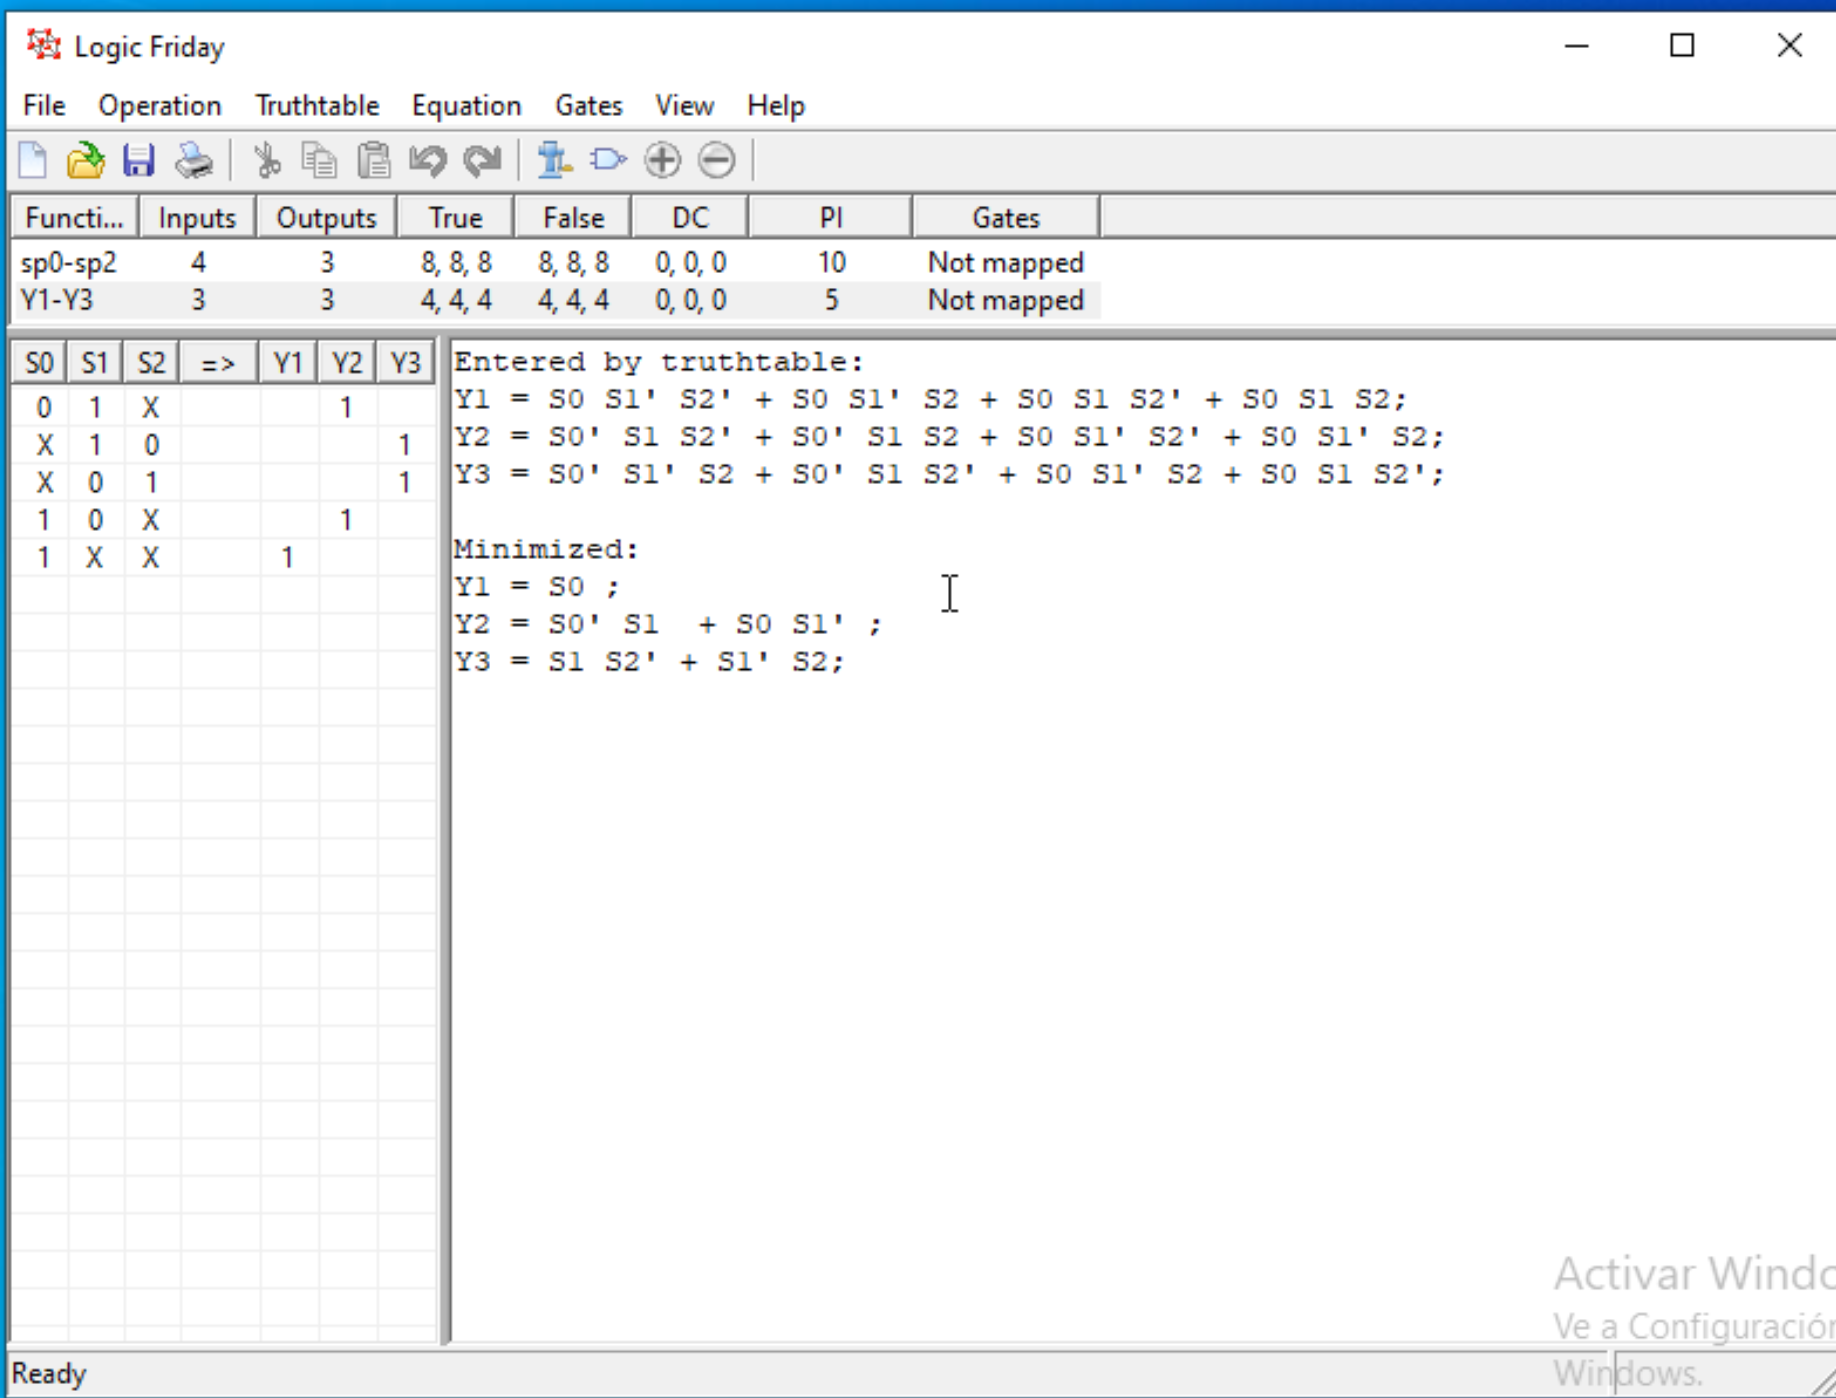 Logic Friday
File Operation Truthtable Equation Gates View Help
Functi... Inputs Outputs True False DC PI Gates
sp0-sp2 4 3 8, 8, 8 8, 8, 8 0, 0, 0 10 Not mapped
Y1-Y3 3 3 4, 4, 4 4, 4, 4 0, 0, 0 5 Not mapped
S0 S1 S2 => Y1 Y2 Y3
0 1 X 1
X 1 0 1
X 0 1 1
1 0 X 1
1 X X 1
Entered by truthtable:
Y1 = S0 S1' S2' + S0 S1' S2 + S0 S1 S2' + S0 S1 S2;
Y2 = S0' S1 S2' + S0' S1 S2 + S0 S1' S2' + S0 S1' S2;
Y3 = S0' S1' S2 + S0' S1 S2' + S0 S1' S2 + S0 S1 S2';
Minimized:
Y1 = S0 ;
Y2 = S0' S1  + S0 S1' ;
Y3 = S1 S2' + S1' S2;
Activar Windo
Ve a Configuración
Windows.
Ready